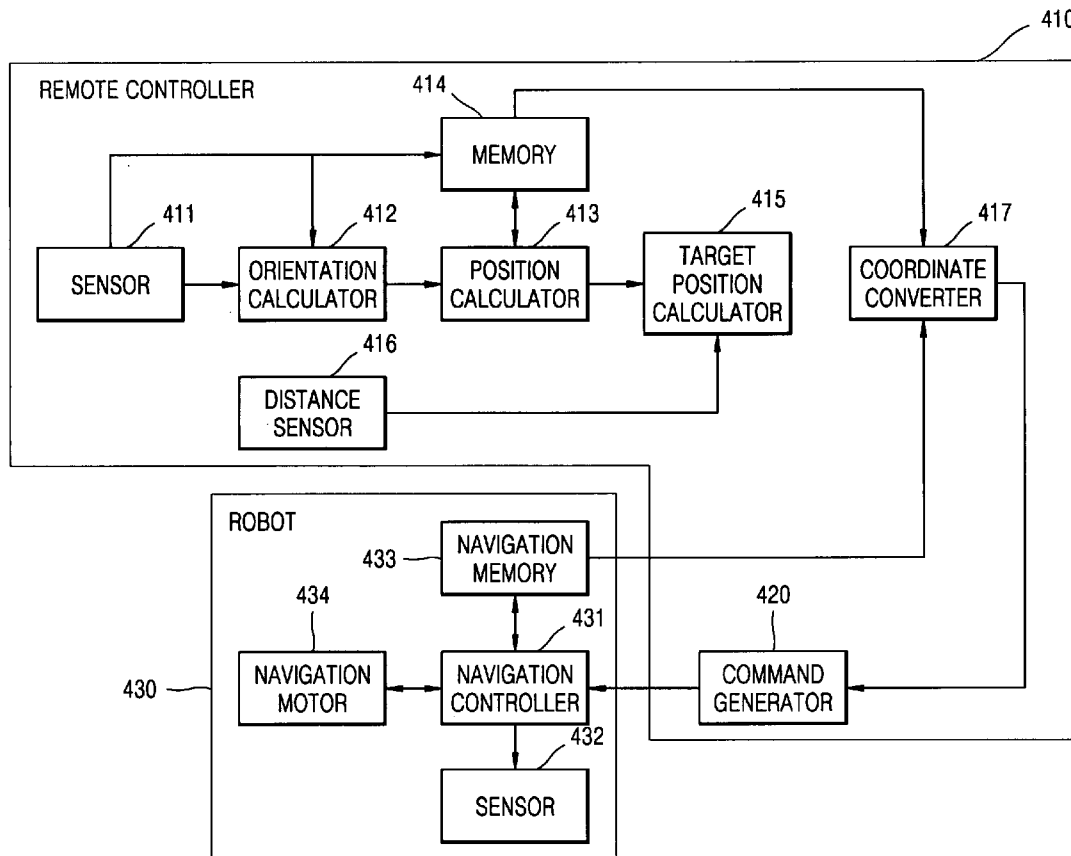 410
REMOTE CONTROLLER
414
MEMORY
411
SENSOR
412
ORIENTATION
CALCULATOR
413
POSITION
CALCULATOR
415
TARGET
POSITION
CALCULATOR
417
COORDINATE
CONVERTER
416
DISTANCE
SENSOR
ROBOT
433
NAVIGATION
MEMORY
434
NAVIGATION
MOTOR
431
NAVIGATION
CONTROLLER
420
COMMAND
GENERATOR
430
432
SENSOR